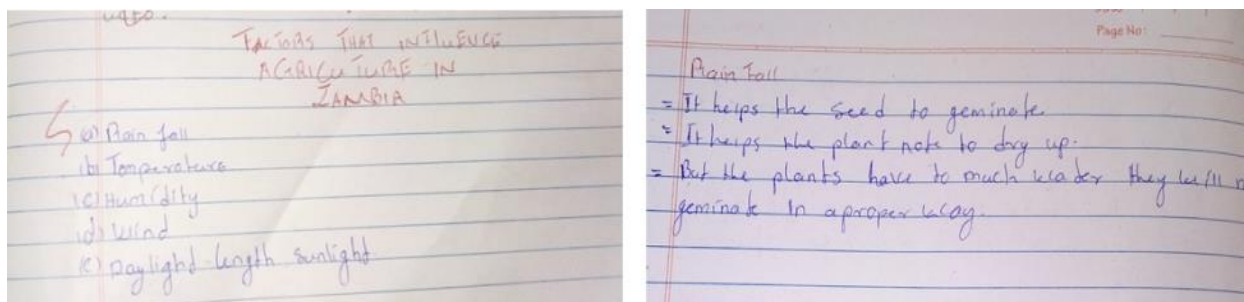 FACTORS THAT INFLUENCE
AGRICUTURE IN
ZAMBIA
(a) Rain fall
(b) Temperature
(c) Humidity
(d) Wind
(e) Daylight-length sunlight
Page No:
Rain fall
= It helps the seed to geminate.
= It helps the plant note to dry up.
= But the plants have to much water they will n
geminate in a proper way.